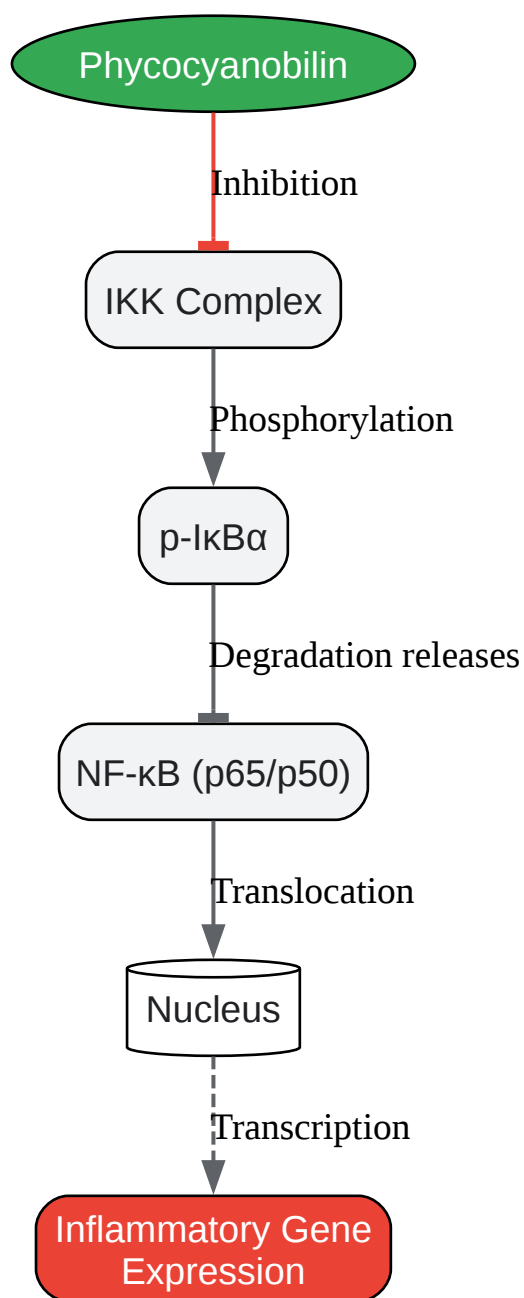 Phycocyanobilin
Inhibition
IKK Complex
Phosphorylation
p-IκBα
Degradation releases
NF-κB (p65/p50)
Translocation
Nucleus
Transcription
Inflammatory Gene
Expression